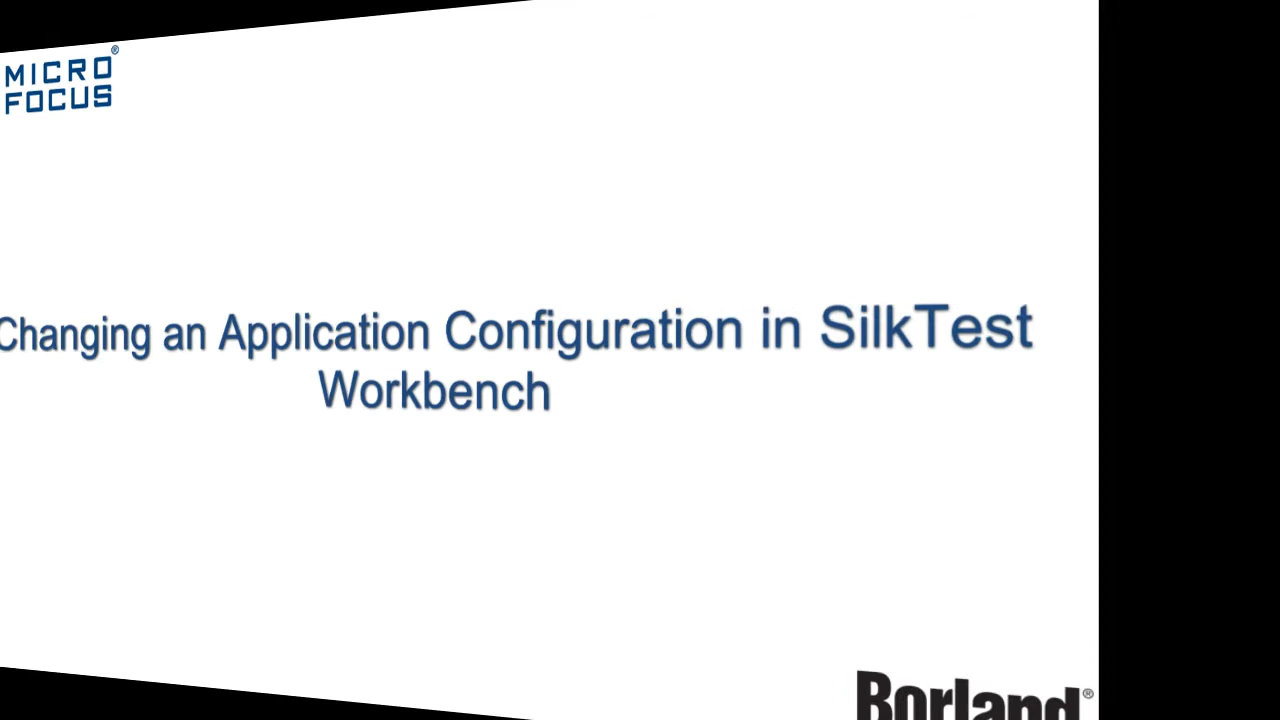 MICRO
FOCUS®
Changing an Application Configuration in SilkTest
Workbench
Borland®